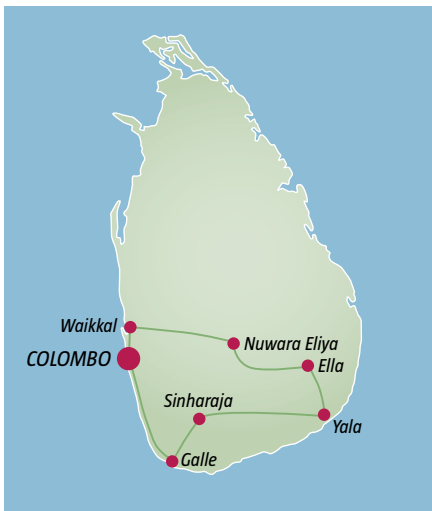 Waikkal
COLOMBO
Nuwara Eliya
Ella
Sinharaja
Yala
Galle